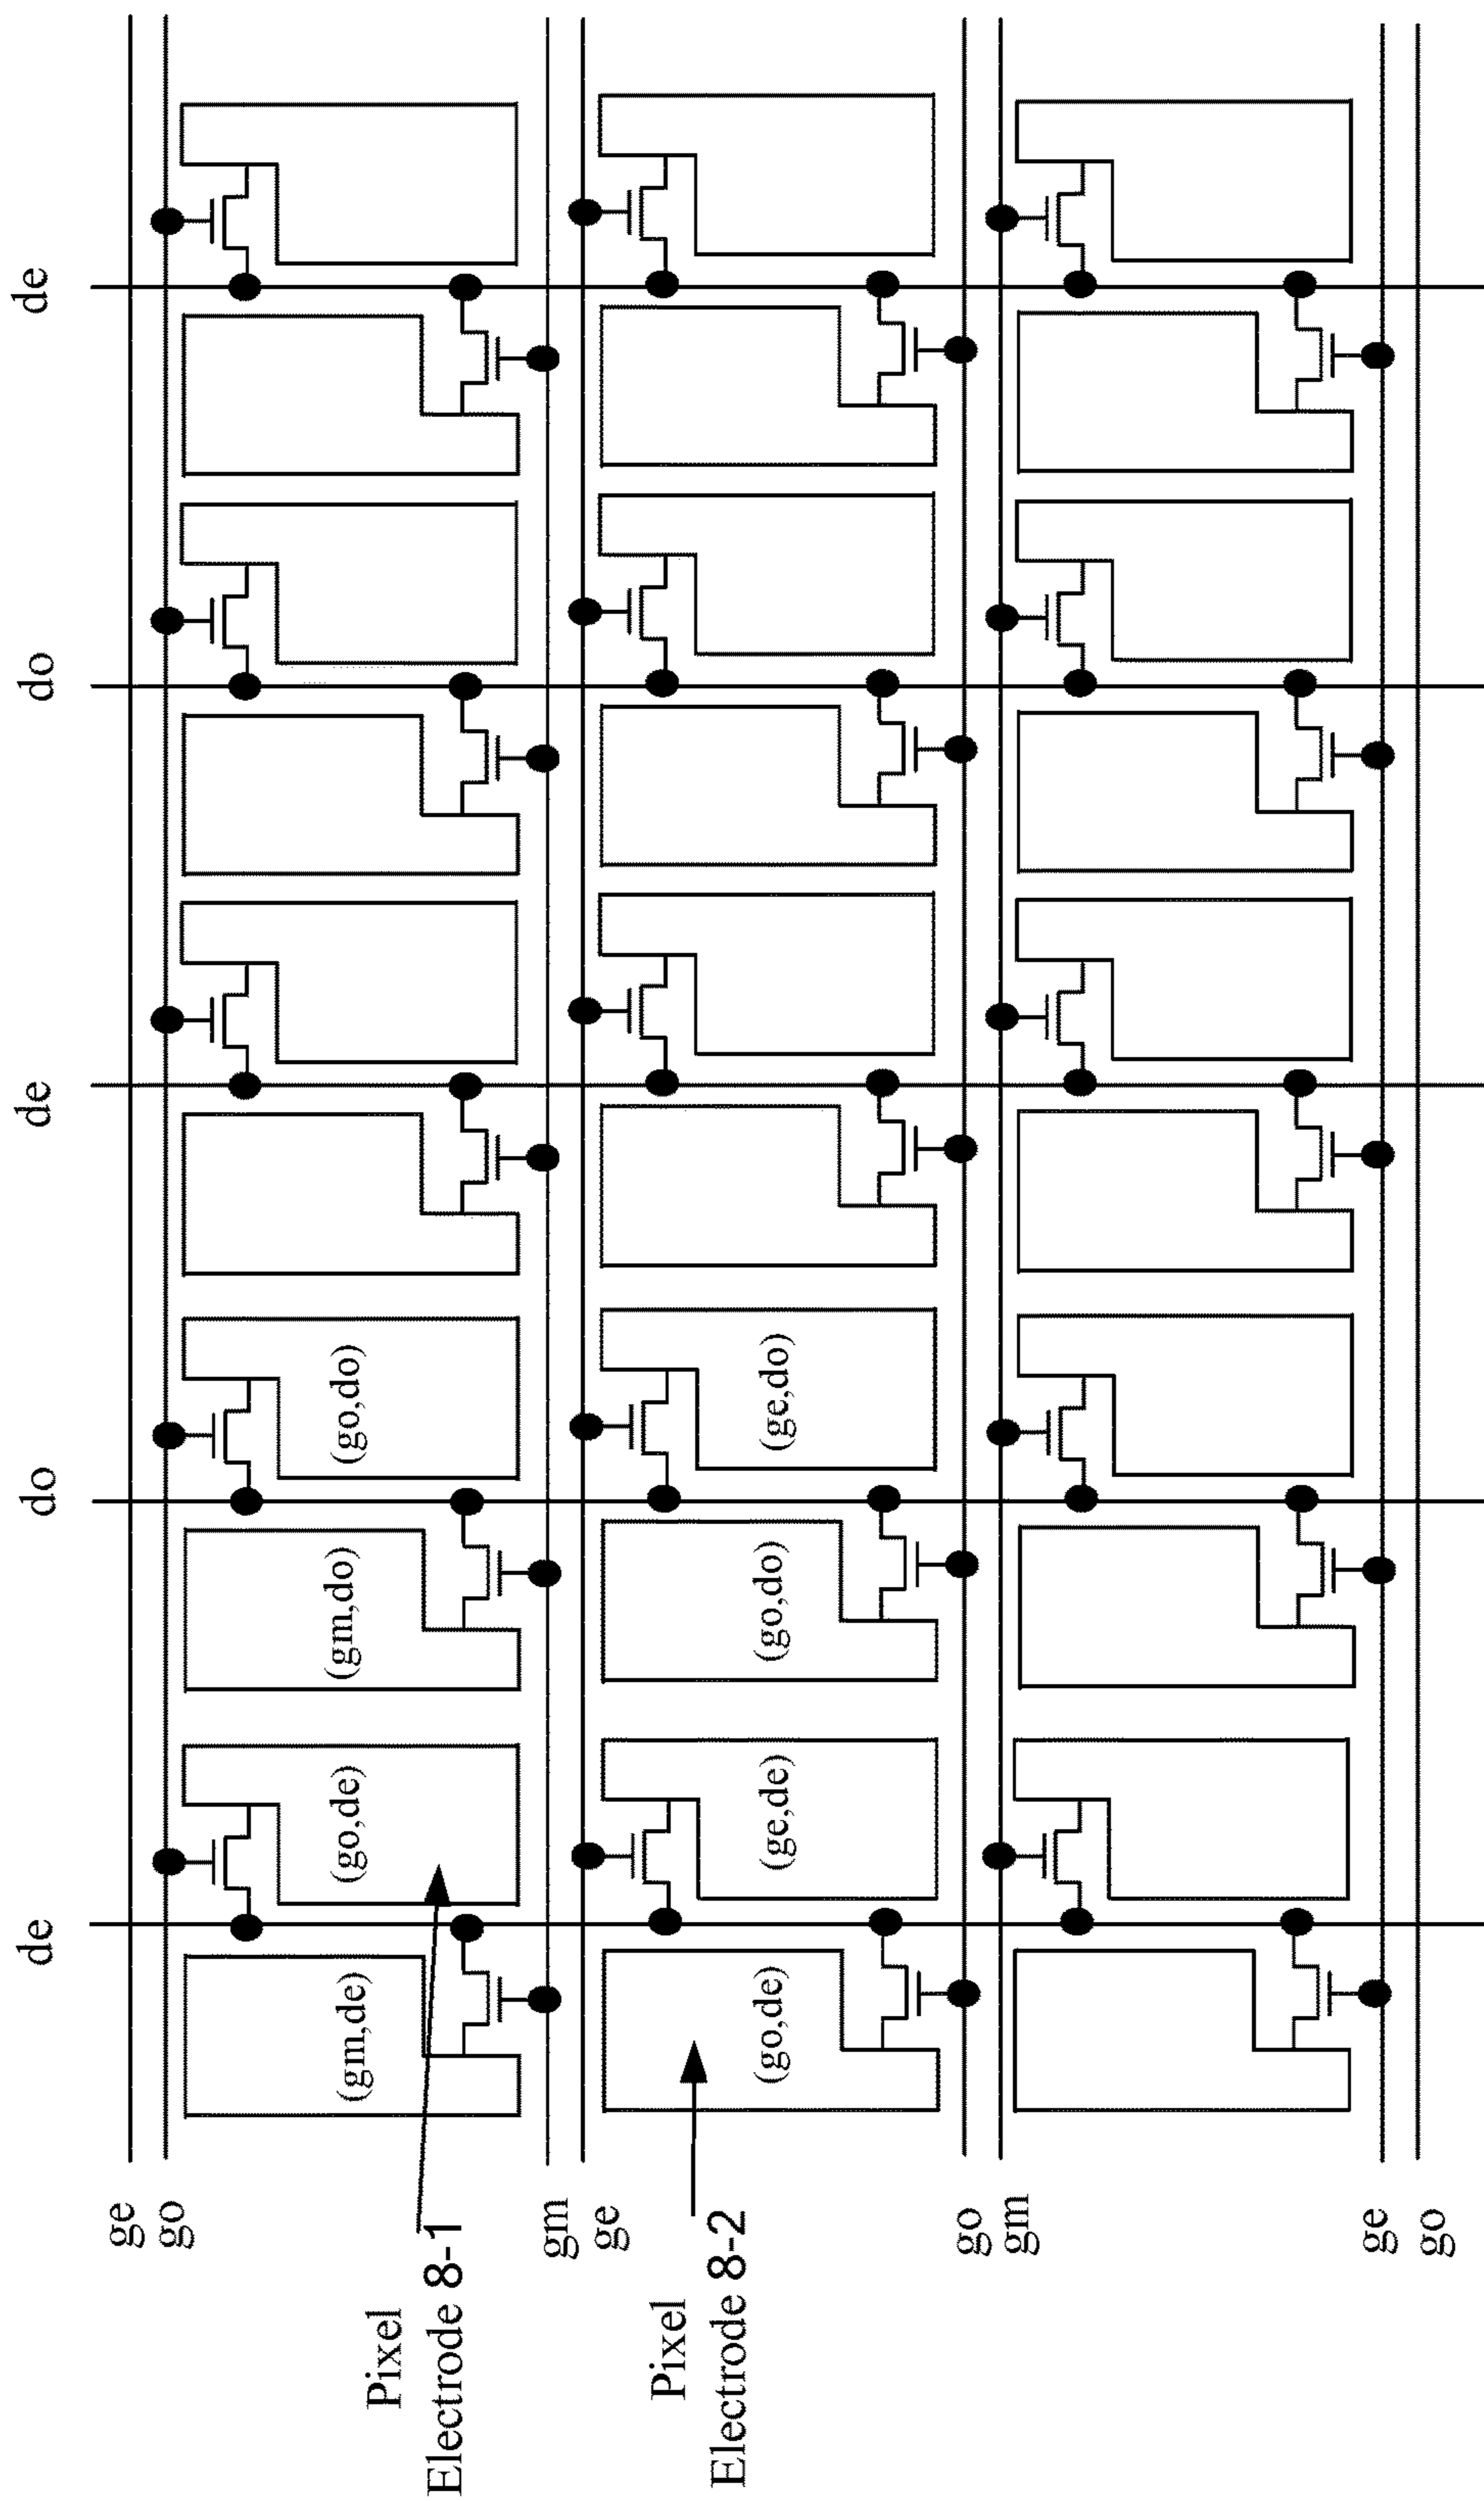 de do de do de
ge
go
(gm,de) (go,de) (gm,do) (go,do)
Pixel
Electrode 8-1
gm
ge
Pixel
Electrode 8-2
(go,de) (ge,de) (go,do) (ge,do)
go
gm
ge
go